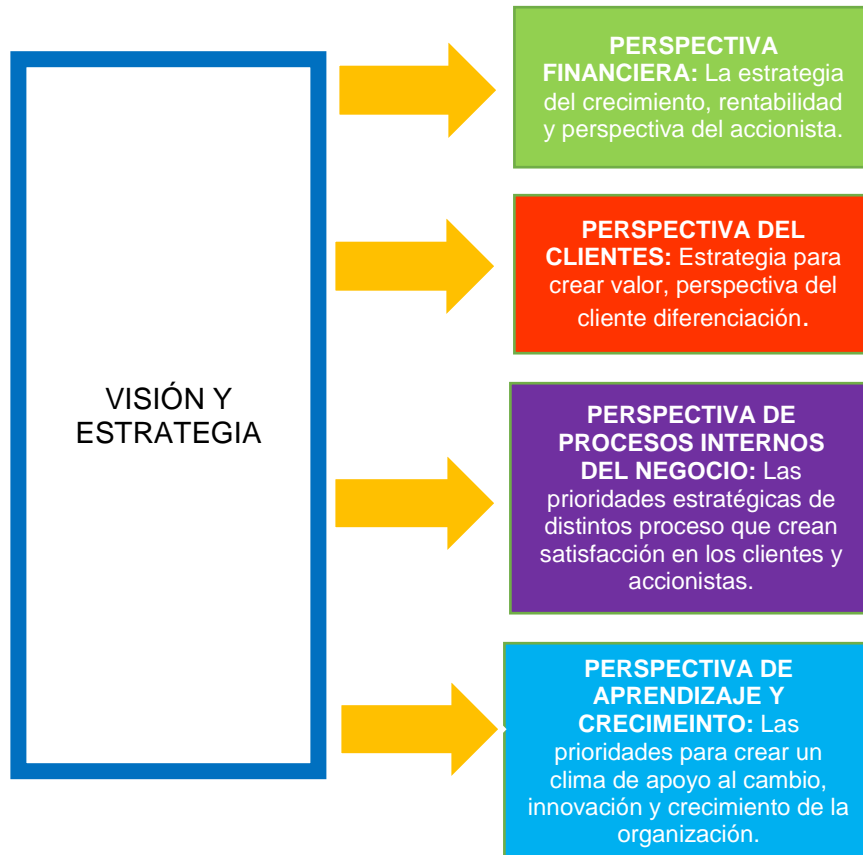 VISIÓN Y
ESTRATEGIA
PERSPECTIVA
FINANCIERA: La estrategia
del crecimiento, rentabilidad
y perspectiva del accionista.
PERSPECTIVA DEL
CLIENTES: Estrategia para
crear valor, perspectiva del
cliente diferenciación.
PERSPECTIVA DE
PROCESOS INTERNOS
DEL NEGOCIO: Las
prioridades estratégicas de
distintos proceso que crean
satisfacción en los clientes y
accionistas.
PERSPECTIVA DE
APRENDIZAJE Y
CRECIMEINTO: Las
prioridades para crear un
clima de apoyo al cambio,
innovación y crecimiento de la
organización.